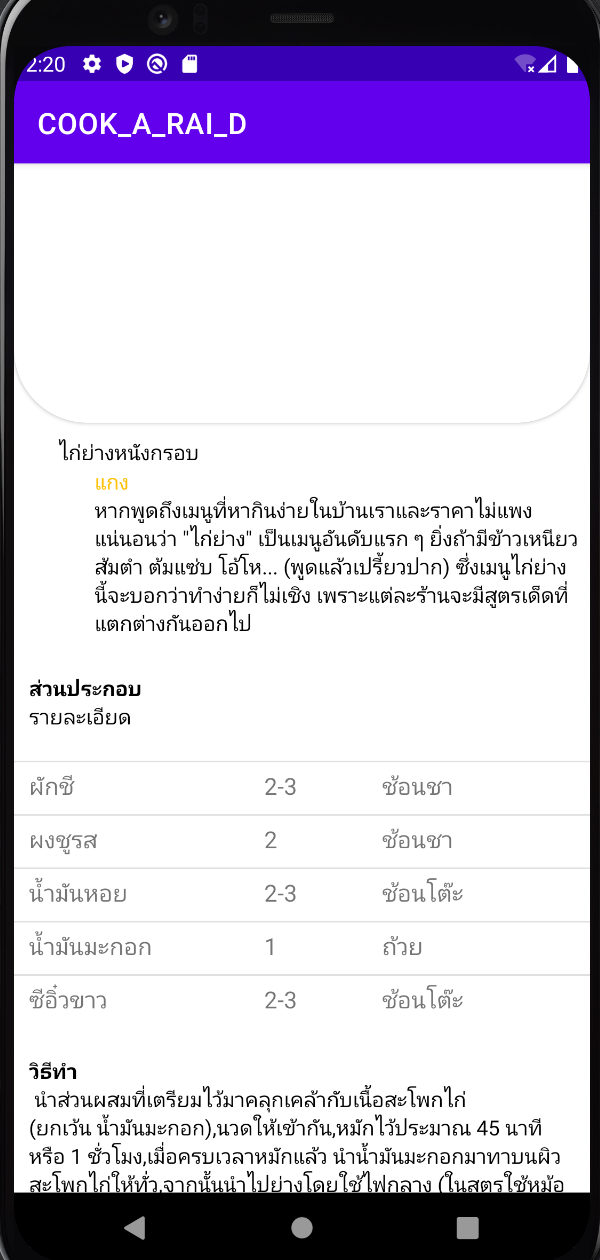 2:20
COOK_A_RAI_D
ไก่ย่างหนังกรอบ
แกง
หากพูดถึงเมนูที่หากินง่ายในบ้านเราและราคาไม่แพง
แน่นอนว่า "ไก่ย่าง" เป็นเมนูอันดับแรก ๆ ยิ่งถ้ามีข้าวเหนียว
ส้มตำ ต้มแซ่บ โอ้โห... (พูดแล้วเปรี้ยวปาก) ซึ่งเมนูไก่ย่าง
นี้จะบอกว่าทำง่ายก็ไม่เชิง เพราะแต่ละร้านจะมีสูตรเด็ดที่
แตกต่างกันออกไป
ส่วนประกอบ
รายละเอียด
ผักชี 2-3 ช้อนชา
ผงชูรส 2 ช้อนชา
น้ำมันหอย 2-3 ช้อนโต๊ะ
น้ำมันมะกอก 1 ถ้วย
ซีอิ๋วขาว 2-3 ช้อนโต๊ะ
วิธีทำ
นำส่วนผสมที่เตรียมไว้มาคลุกเคล้ากับเนื้อสะโพกไก่
(ยกเว้น น้ำมันมะกอก),นวดให้เข้ากัน,หมักไว้ประมาณ 45 นาที
หรือ 1 ชั่วโมง,เมื่อครบเวลาหมักแล้ว นำน้ำมันมะกอกมาทาบนผิว
สะโพกไก่ให้ทั่ว,จากนั้นนำไปย่างโดยใช้ไฟกลาง (ในสูตรใช้หม้อ